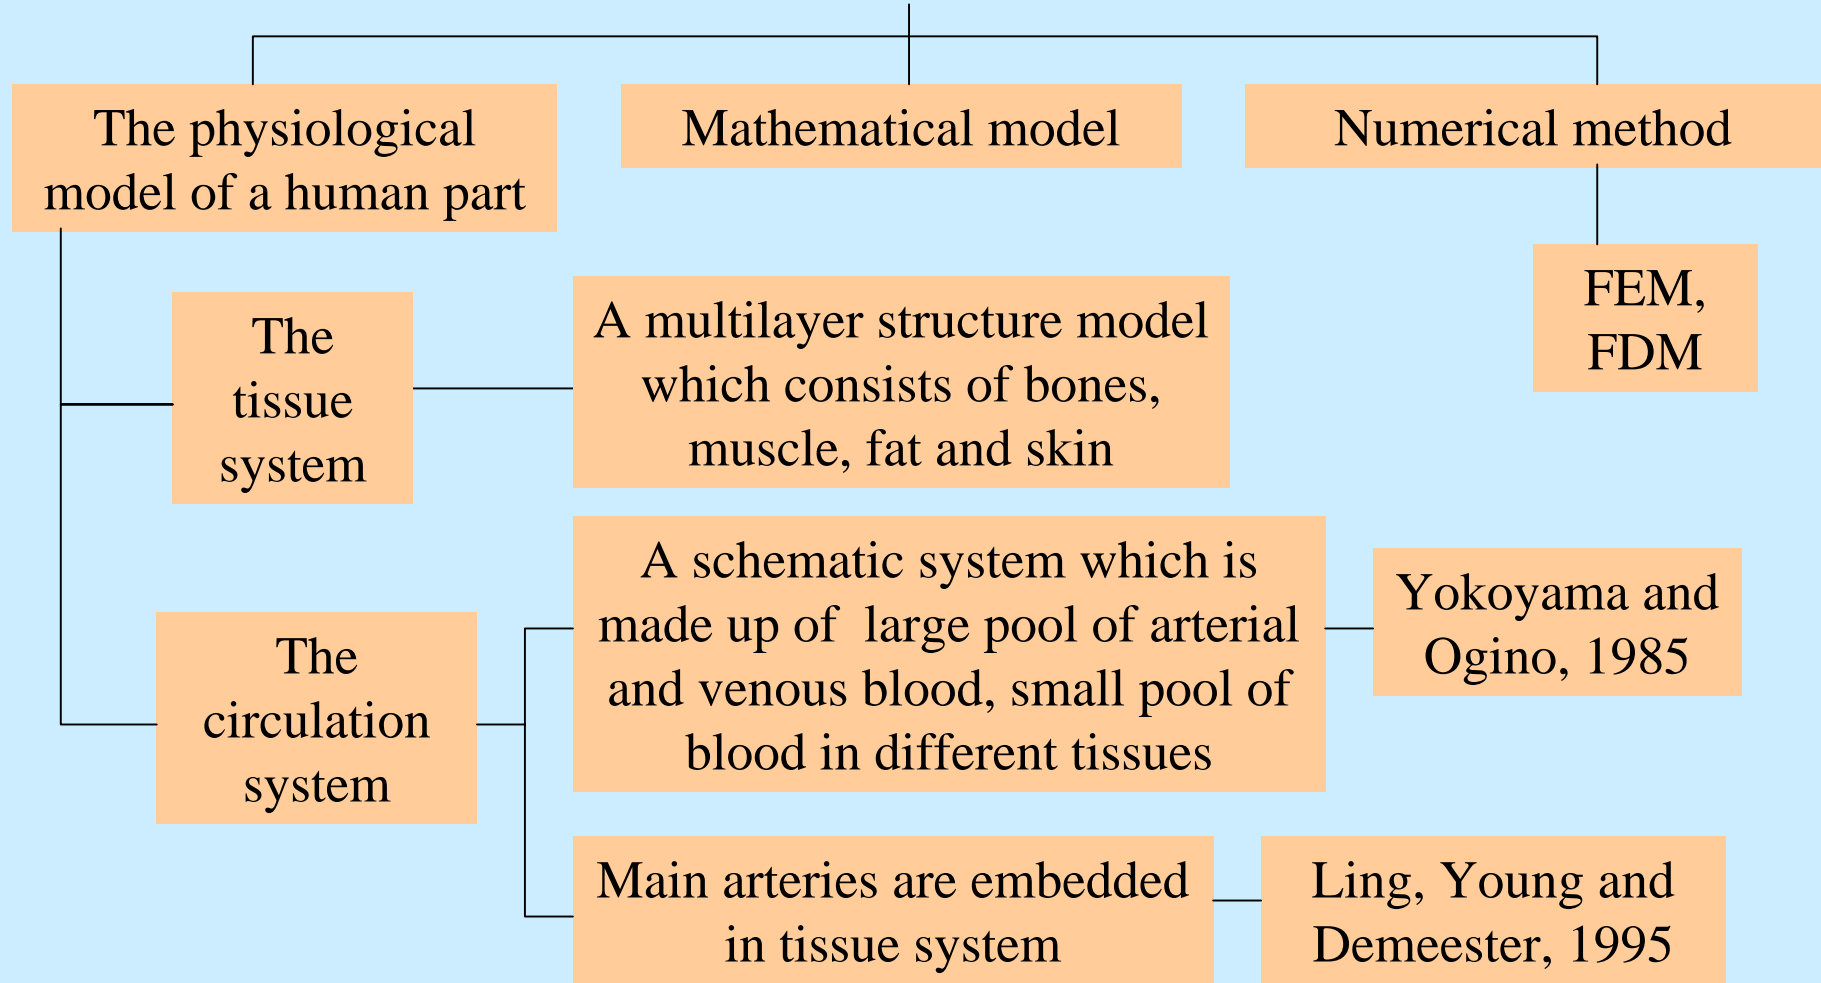 The physiological
model of a human part
Mathematical model
Numerical method
FEM,
FDM
The
tissue
system
A multilayer structure model
which consists of bones,
muscle, fat and skin
The
circulation
system
A schematic system which is
made up of  large pool of arterial
and venous blood, small pool of
blood in different tissues
Yokoyama and
Ogino, 1985
Main arteries are embedded
in tissue system
Ling, Young and
Demeester, 1995